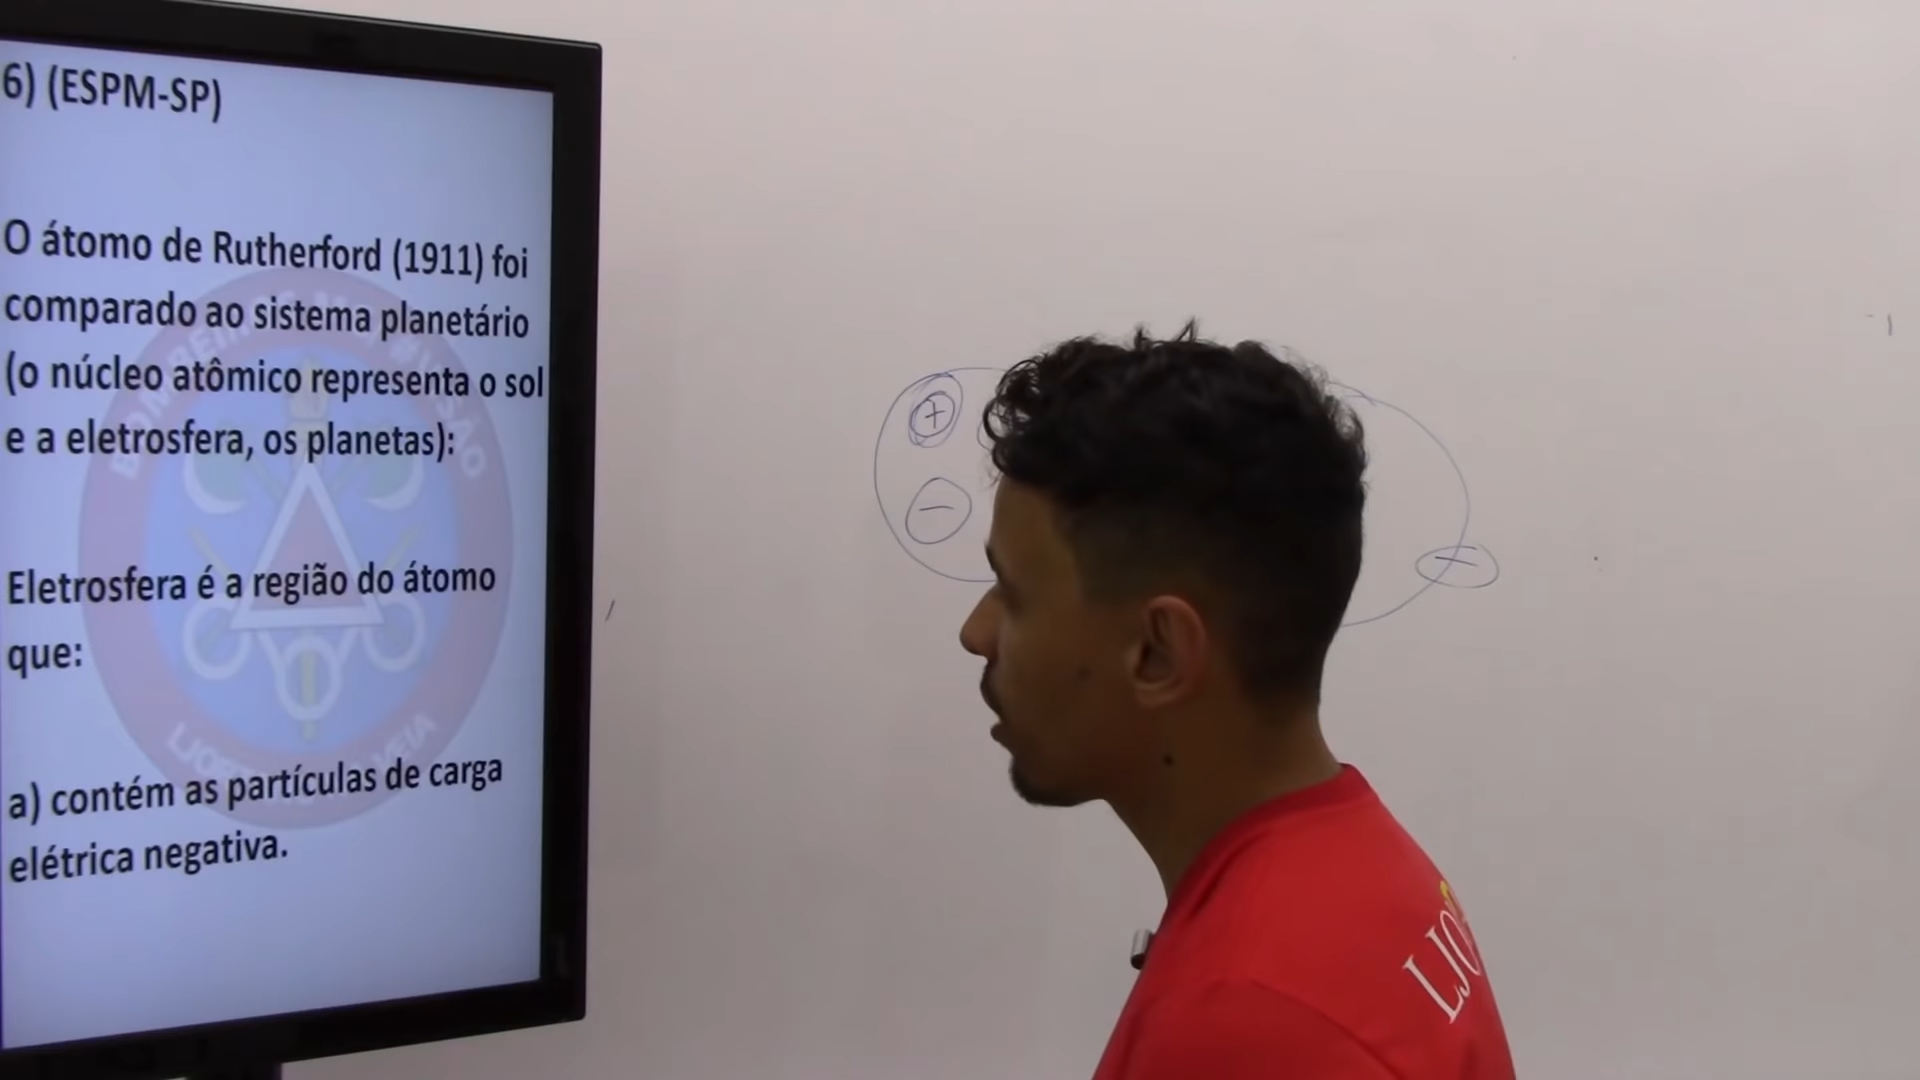 6) (ESPM-SP)
O átomo de Rutherford (1911) foi
comparado ao sistema planetário
(o núcleo atômico representa o sol
e a eletrosfera, os planetas):
Eletrosfera é a região do átomo
que:
a) contém as partículas de carga
elétrica negativa.
+
−
−